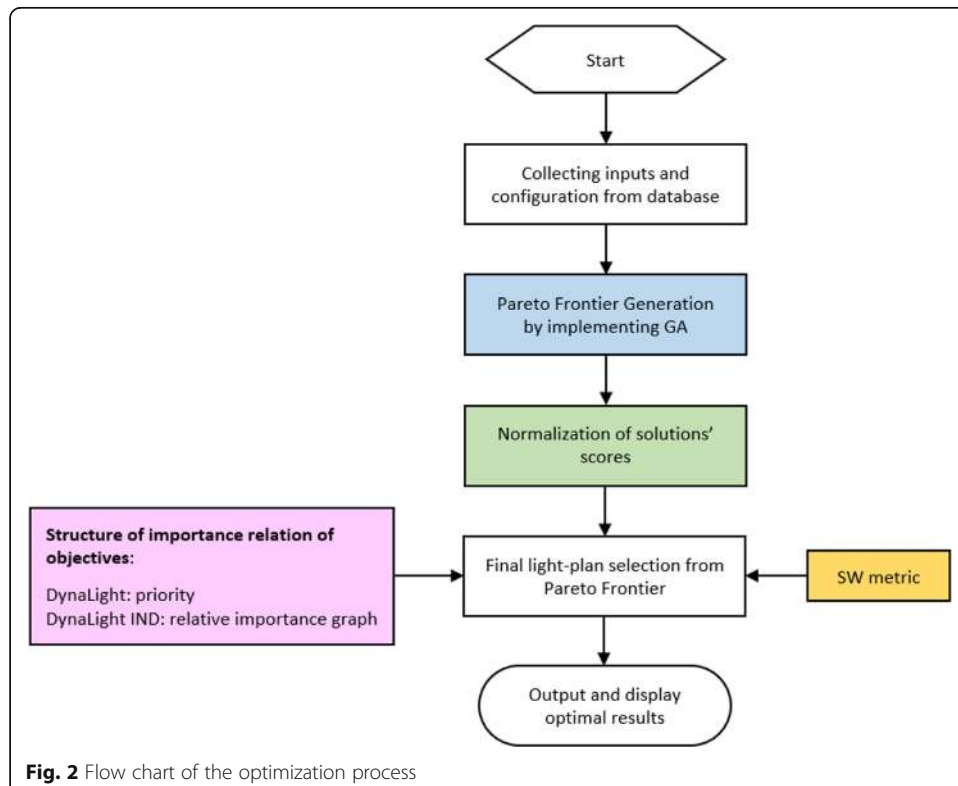 Start
Collecting inputs and
configuration from database
Pareto Frontier Generation
by implementing GA
Normalization of solutions'
scores
Structure of importance relation of
objectives:
DynaLight: priority
DynaLight IND: relative importance graph
Final light-plan selection from
Pareto Frontier
SW metric
Output and display
optimal results
Fig. 2 Flow chart of the optimization process